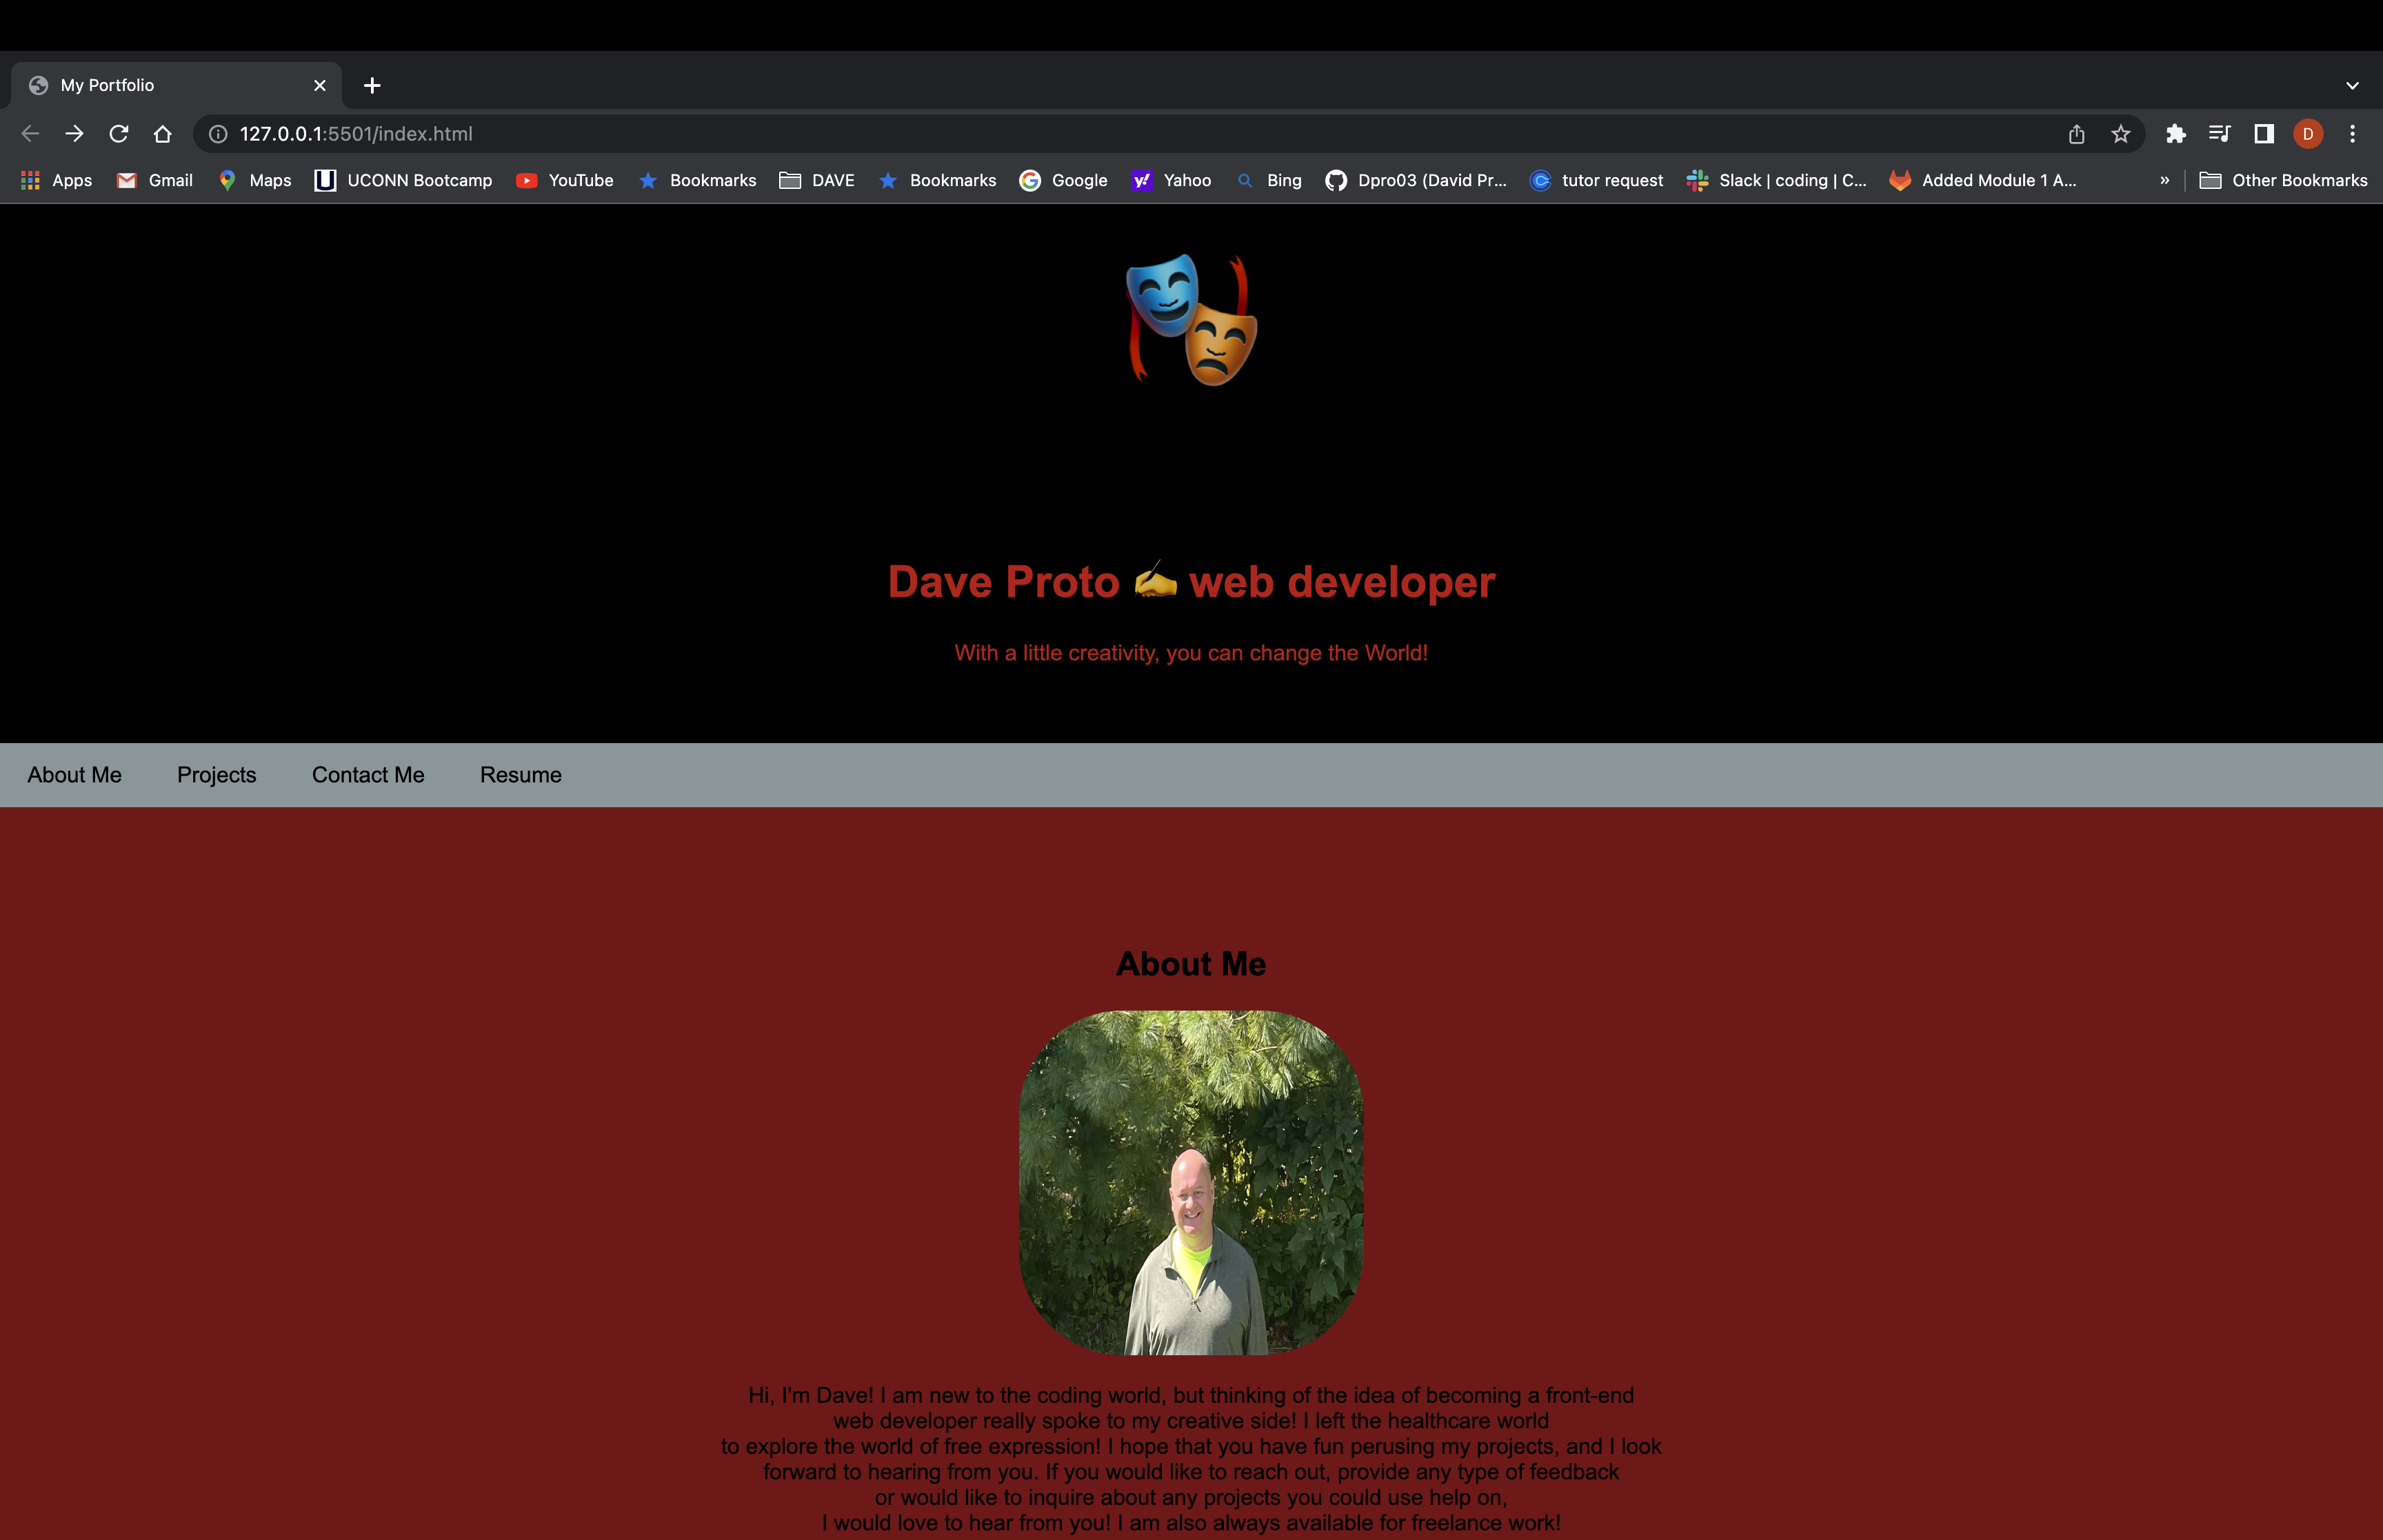 My Portfolio
127.0.0.1:5501/index.html
D
Apps Gmail Maps UCONN Bootcamp YouTube Bookmarks DAVE Bookmarks Google Yahoo Bing Dpro03 (David Pr... tutor request Slack | coding | C... Added Module 1 A... » Other Bookmarks
Dave Proto ✍ web developer
With a little creativity, you can change the World!
About Me Projects Contact Me Resume
About Me
Hi, I'm Dave! I am new to the coding world, but thinking of the idea of becoming a front-end
web developer really spoke to my creative side! I left the healthcare world
to explore the world of free expression! I hope that you have fun perusing my projects, and I look
forward to hearing from you. If you would like to reach out, provide any type of feedback
or would like to inquire about any projects you could use help on,
I would love to hear from you! I am also always available for freelance work!